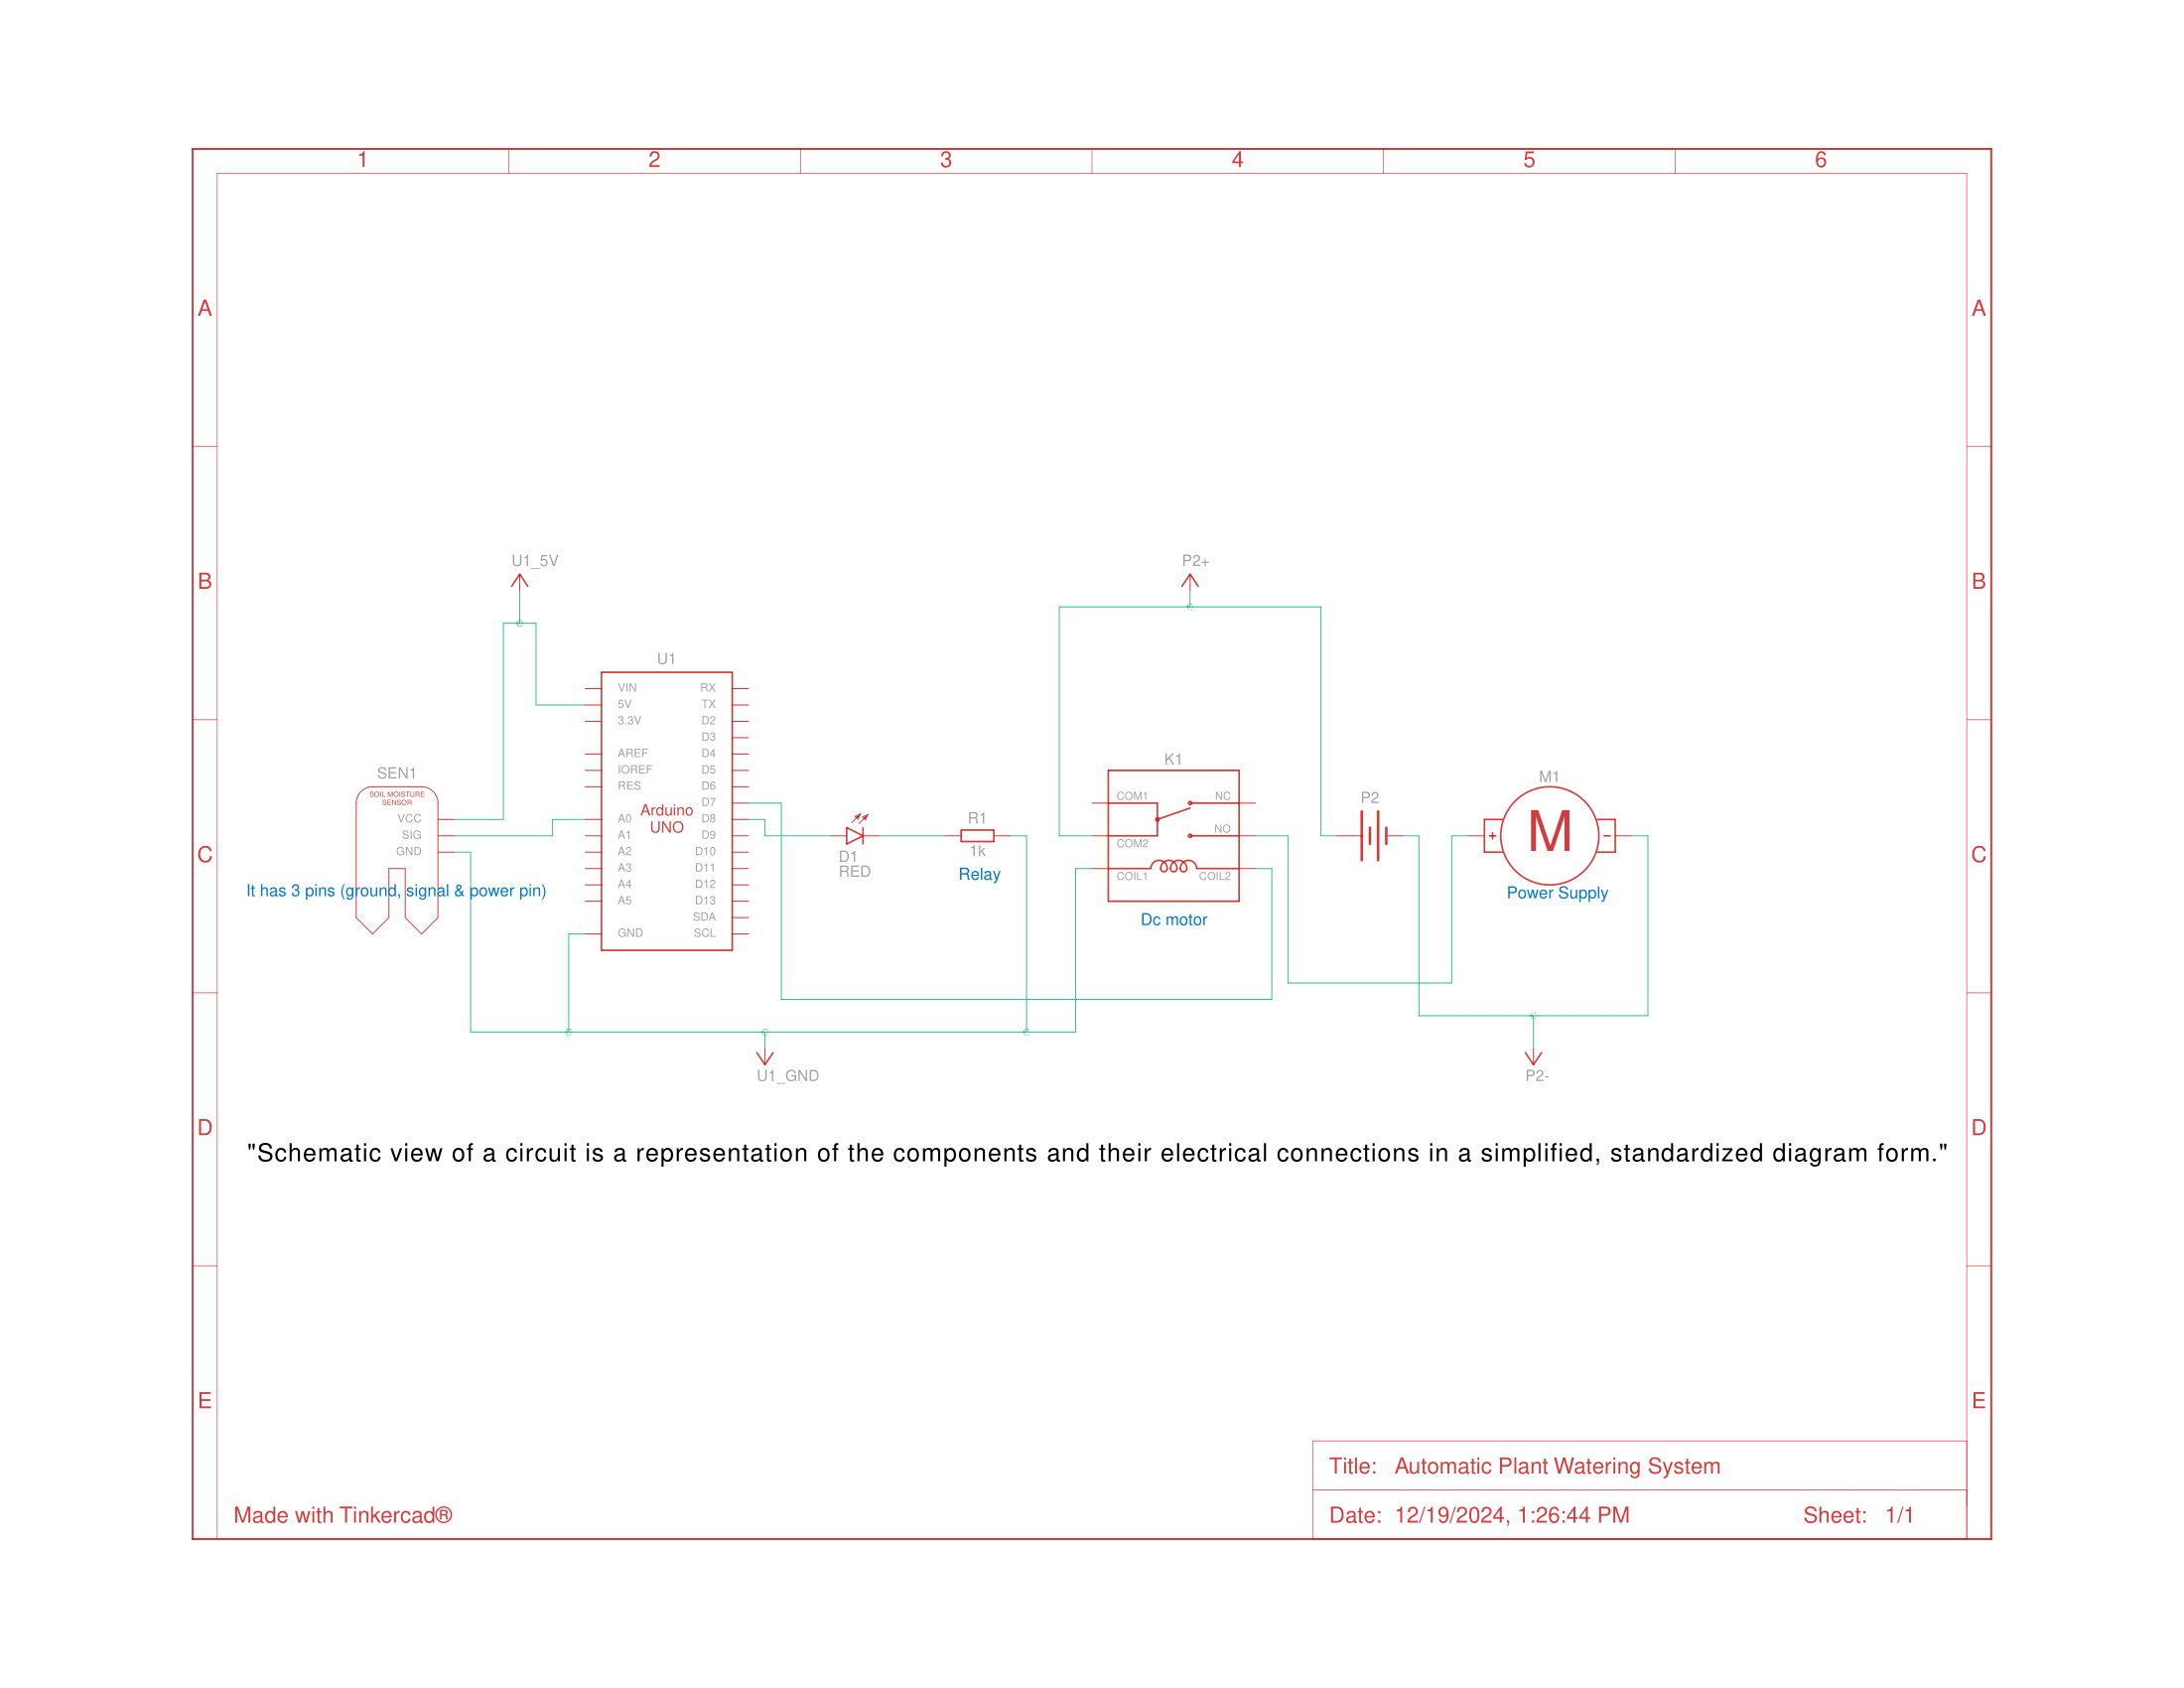 1 2 3 4 5 6
A A
U1_5V P2+
B B
U1
VIN RX
5V TX
3.3V D2
D3
AREF D4
IOREF D5
RES D6
D7
A0 D8
A1 D9
A2 D10
A3 D11
A4 D12
A5 D13
SDA
GND SCL
Arduino
UNO
SEN1
SOIL MOISTURE
SENSOR
VCC
SIG
GND
It has 3 pins (ground, signal & power pin)
D1
RED
R1
1k
Relay
K1
COM1 NC
NO
COM2
COIL1 COIL2
Dc motor
P2
M1
+ M -
Power Supply
C C
U1_GND P2-
D D
"Schematic view of a circuit is a representation of the components and their electrical connections in a simplified, standardized diagram form."
E E
Title: Automatic Plant Watering System
Made with Tinkercad®
Date: 12/19/2024, 1:26:44 PM Sheet: 1/1